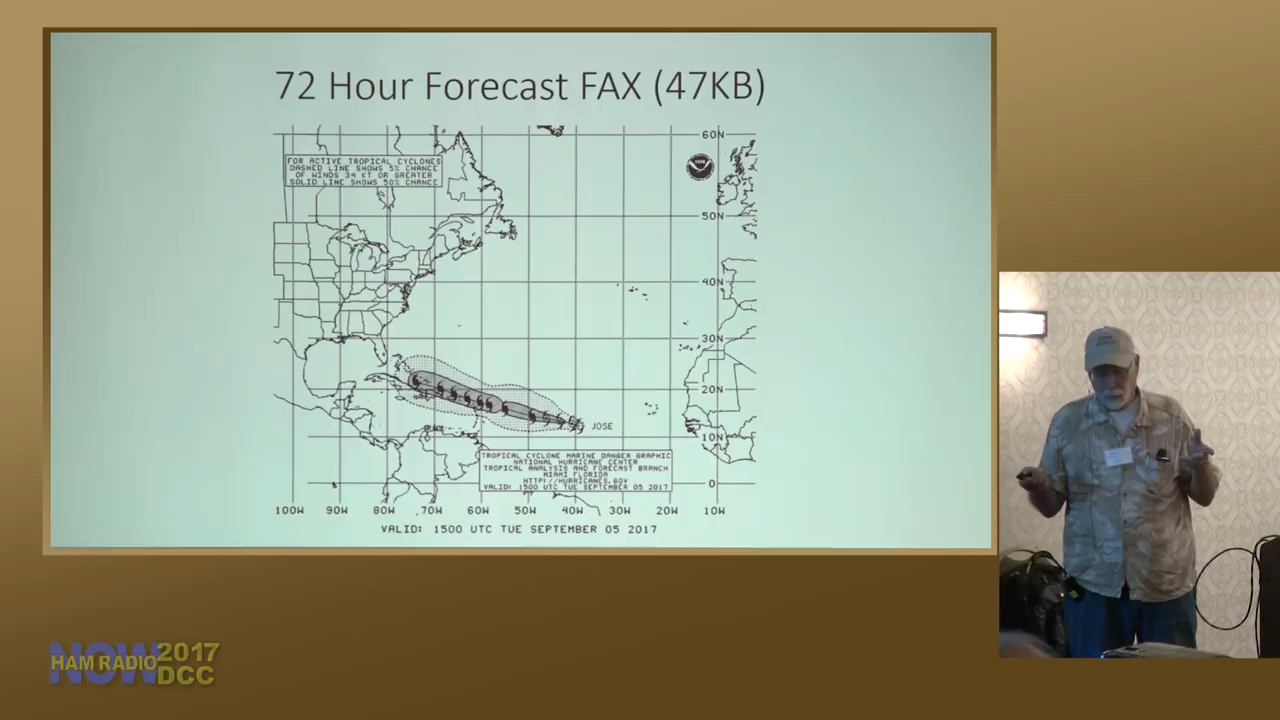 72 Hour Forecast FAX (47KB)
60N
FOR ACTIVE TROPICAL CYCLONES
DASHED LINE SHOWS 5% CHANCE
OF WINDS 34 KT OR GREATER
SOLID LINE SHOWS 50% CHANCE
50N
40N
30N
20N
JOSE
10N
TROPICAL CYCLONE MARINE DANGER GRAPHIC
NATIONAL HURRICANE CENTER
TROPICAL ANALYSIS AND FORECAST BRANCH
MIAMI FLORIDA
HTTP://HURRICANES.GOV
VALID: 1500 UTC TUE SEPTEMBER 05 2017
0
100W 90W 80W 70W 60W 50W 40W 30W 20W 10W
VALID: 1500 UTC TUE SEPTEMBER 05 2017
NOW
HAM RADIO 2017
DCC